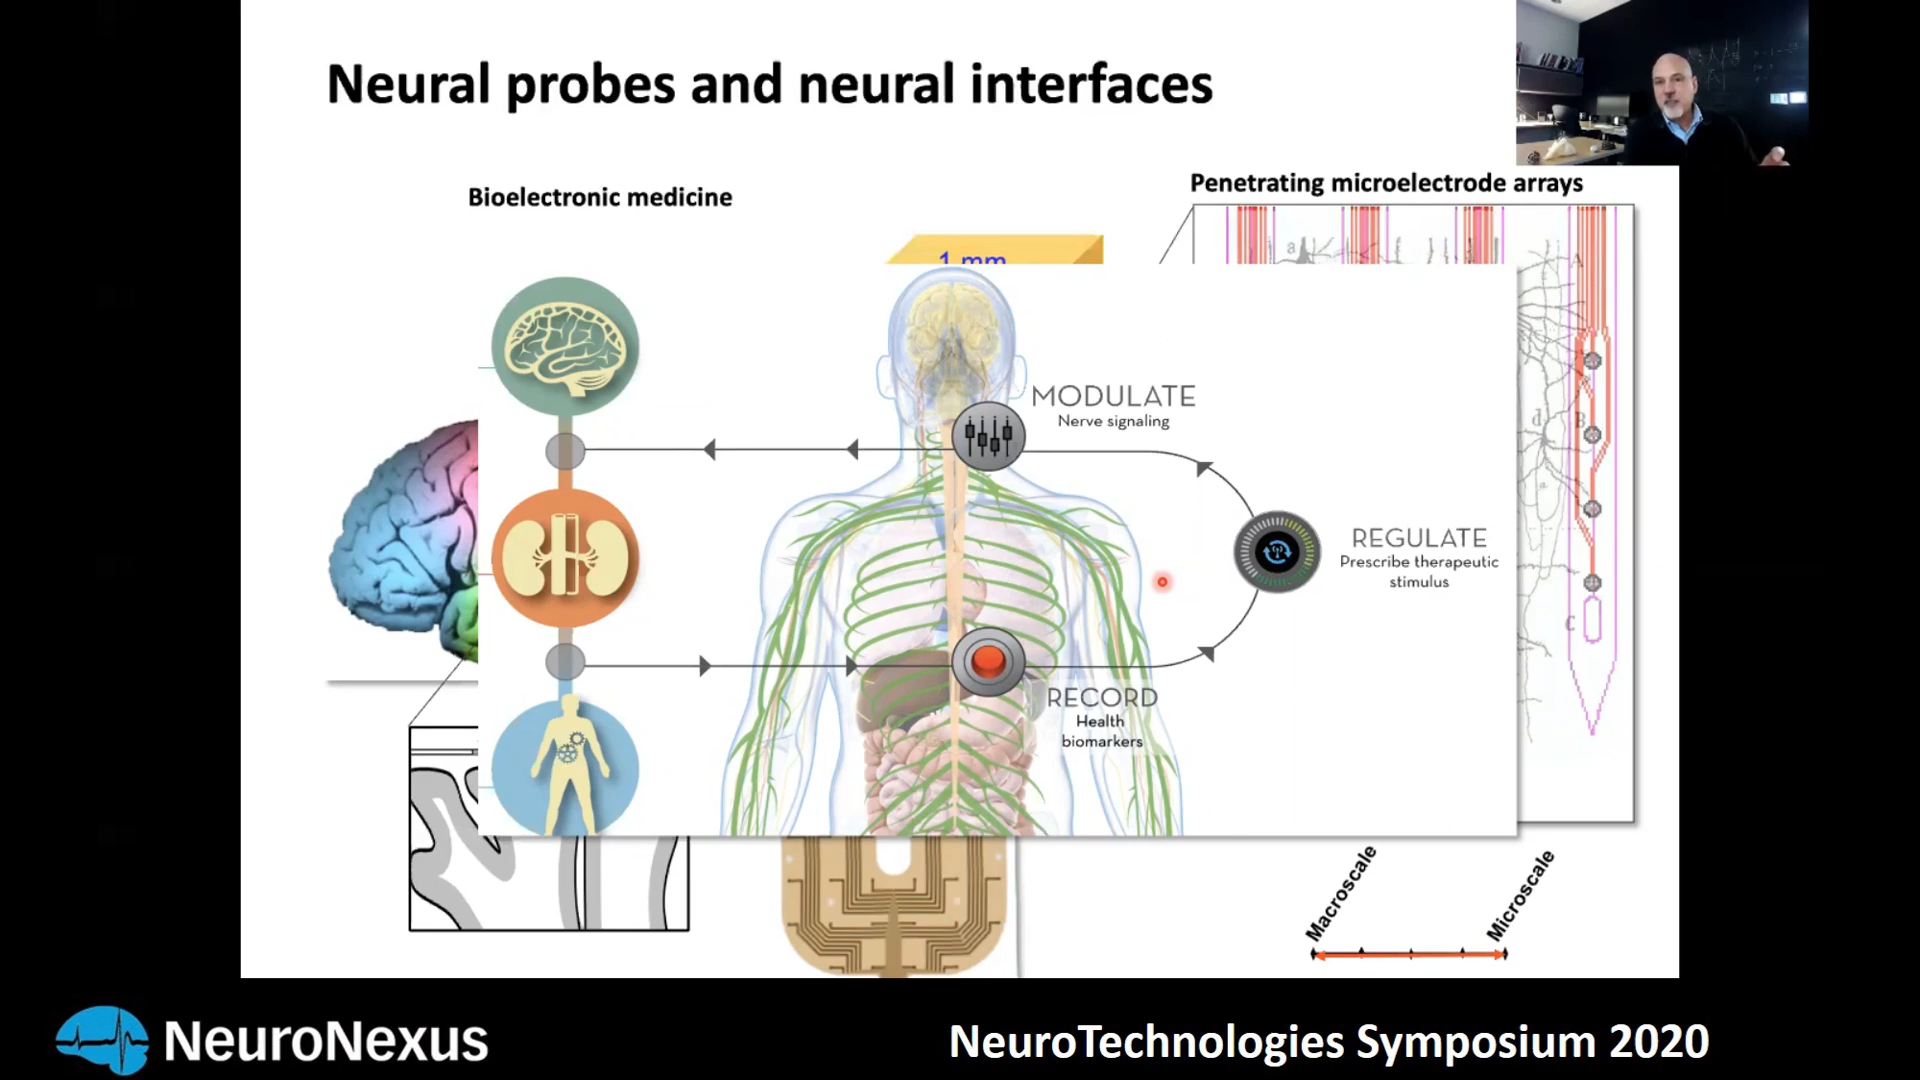 Neural probes and neural interfaces
Bioelectronic medicine
Penetrating microelectrode arrays
1 mm
a
A
MODULATE
Nerve signaling
d
B
REGULATE
Prescribe therapeutic
stimulus
C
RECORD
Health
biomarkers
Macroscale
Microscale
NeuroNexus
NeuroTechnologies Symposium 2020